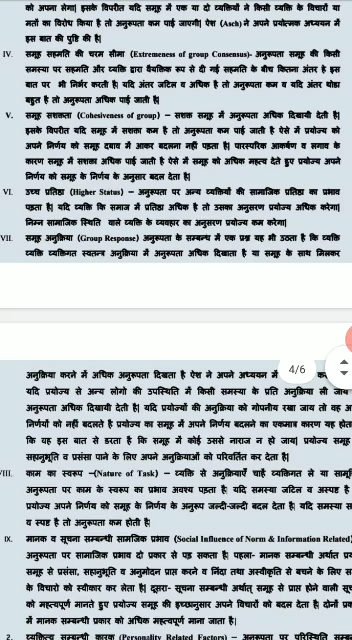 को अपना लेगा| इसके विपरीत यदि समूह में एक या दो व्यक्तियों ने किसी व्यक्ति के विचारों या
मतों का विरोध किया है तो अनुरूपता कम पाई जाएगी| ऐश (Asch) ने अपने प्रयोत्मक अध्ययन में
इस बात की पुष्टि की है|
IV. समूह सहमति की चरम सीमा (Extremeness of group Consensus)- अनुरूपता समूह की किसी
समस्या पर सहमति और व्यक्ति द्वारा वैयक्तिक रूप से दी गई सहमति के बीच कितना अंतर है इस
बात पर भी निर्भर करती है| यदि अंतर जटिल व अधिक है तो अनुरूपता कम व यदि अंतर थोडा
बहुत है तो अनुरूपता अधिक पाई जाती है|
V. समूह सशक्तता (Cohesiveness of group) – सशक्त समूह में अनुरूपता अधिक दिखायी देती है|
इसके विपरीत यदि समूह में सशक्ता कम है तो अनुरूपता कम पाई जाती है ऐसे में प्रयोज्य को
अपने निर्णय को समूह दबाव में आकर बदलना नहीं पड़ता है| पारस्परिक आकर्षण व लगाव के
कारण समूह में सशक्ता अधिक पाई जाती है ऐसे में समूह को अधिक महत्व देते हुए प्रयोज्य अपने
निर्णय को समूह के निर्णय के अनुसार बदल देता है|
VI. उच्च प्रतिष्ठा (Higher Status) – अनुरूपता पर अन्य व्यक्तियों की सामाजिक प्रतिष्ठा का प्रभाव
पड़ता है| यदि व्यक्ति कि समाज में प्रतिष्ठा अधिक है तो उसका अनुसरण प्रयोज्य अधिक करेगा|
निम्न सामाजिक स्थिति वाले व्यक्ति के व्यवहार का अनुसरण प्रयोज्य कम करेगा|
VII. समूह अनुक्रिया (Group Response) अनुरूपता के सम्बन्ध में एक प्रश्न यह भी उठता है कि व्यक्ति
व्यक्ति व्यक्तिगत स्वतन्त्र अनुक्रिया में अनुरूपता अधिक दिखाता है या समूह के साथ मिलकर
अनुक्रिया करने में अधिक अनुरूपता दिखता है ऐश ने अपने अध्ययन में
4/6
यदि प्रयोज्य से अन्य लोगो की उपस्थिति में किसी समस्या के प्रति अनुक्रिया ली जाय
अनुरूपता अधिक दिखायी देती है| यदि प्रयोज्यों की अनुक्रिया को गोपनीय रखा जाय तो वह अ
निर्णयों को नहीं बदलते है प्रयोज्य का समूह में अपने निर्णय बदलने का एकमात्र कारण यह होता
कि वह इस बात से डरता है कि समूह में कोई उससे नाराज न हो जाय| प्रयोज्य समूह
सहानुभूति व प्रसंसा पाने के लिए अपने अनुक्रियाओं को परिवर्तित कर देता है|
VIII. काम का स्वरूप –(Nature of Task) – व्यक्ति से अनुक्रियाएँ चाहें व्यक्तिगत ले या सामूहि
अनुरूपता पर काम के स्वरूप का प्रभाव अवश्य पड़ता है| यदि समस्या जटिल व अस्पष्ट है
प्रयोज्य अपने निर्णय को समूह के निर्णय के अनुरूप जल्दी-जल्दी बदल देता है| यदि समस्या स
व स्पष्ट है तो अनुरूपता कम होती है|
IX. मानक व सूचना सम्बन्धी सामाजिक प्रभाव (Social Influence of Norm & Information Related)
अनुरूपता पर सामाजिक प्रभाव दो प्रकार से पड़ सकता है| पहला- मानक सम्बन्धी अर्थात प्रय
समूह से प्रसंसा, सहानुभूति व अनुमोदन प्राप्त करने व निंदा तथा अस्वीकृति से बचने के लिए स
के विचारो को स्वीकार कर लेता है| दूसरा- सूचना सम्बन्धी अर्थात् समूह से प्राप्त होने वाली सूच
को महत्वपूर्ण मानते हुए प्रयोज्य समूह की इच्छानुसार अपने विचारों को बदल देता है| दोनों प्रक
में मानक सम्बन्धी प्रकार को अधिक महत्वपूर्ण माना जाता है|
2. व्यक्तित्व सम्बन्धी कारक (Personality Related Factors) – अनुरूपता पर परिस्थिति सम्बन्ध